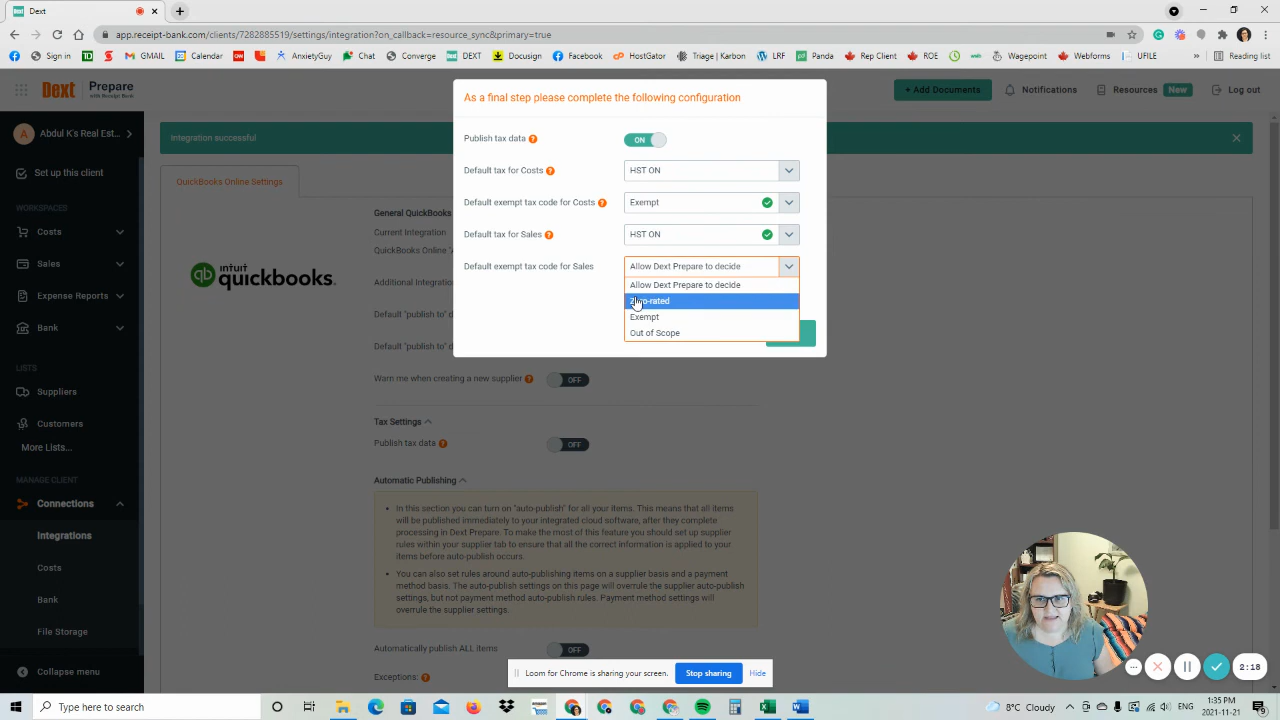 Dext
app.receipt-bank.com/clients/7282885519/settings/integration?on_callback=resource_sync&primary=true
Calendar
TD
GMAIL
OW
AnxietyGuy
Chat
Core
DEXT
Docusign
Facebook
HostGator
Triage | Karbon
LRF
Panda
Rep Client
ROE
wave
Wagepoint
Webforms
UFILE
Reading list
Dext
Prepare
with Receipt Bank
+ Add Documents
Notifications
Resources
New
Log out
A
Abdul K's Real Est...
Set up this client
WORKSPACES
Costs
Sales
Expense Reports
Bank
LISTS
Suppliers
Customers
More Lists...
MANAGE CLIENT
Connections
Integrations
Costs
Bank
File Storage
Collapse menu
Integration successful
QuickBooks Online Settings
qb
intuit
quickbooks.
General QuickBooks
Current Integration
Additional Integrat
Default "publish to" d
Default "publish to" d
Warn me when creating a new supplier ?
OFF
Tax Settings
Publish tax data ?
OFF
Automatic Publishing
• In this section you can turn on "auto-publish" for all your items. This means that all items
will be published immediately to your integrated cloud software, after they complete
processing in Dext Prepare. To make the most of this feature you should set up supplier
rules within your supplier tab to ensure that all the correct information is applied to your
items before auto-publish occurs.
• You can also set rules around auto-publishing items on a supplier basis and a payment
method basis. The auto-publish settings on this page will overrule the supplier auto-publish
settings, but not payment method auto-publish rules. Payment method settings will
overrule the supplier settings.
Automatically publish ALL Items
OFF
Exceptions: ?
As a final step please complete the following configuration
Publish tax data ?
ON
Default tax for Costs ?
HST ON
Default exempt tax code for Costs ?
Exempt
Default tax for Sales ?
HST ON
Default exempt tax code for Sales
Allow Dext Prepare to decide
Allow Dext Prepare to decide
Exempt
Out of Scope
Loom for Chrome is sharing your screen.
Stop sharing
Hide
2:18
Type here to search
8°C Cloudy
1:35 PM
2021-11-21